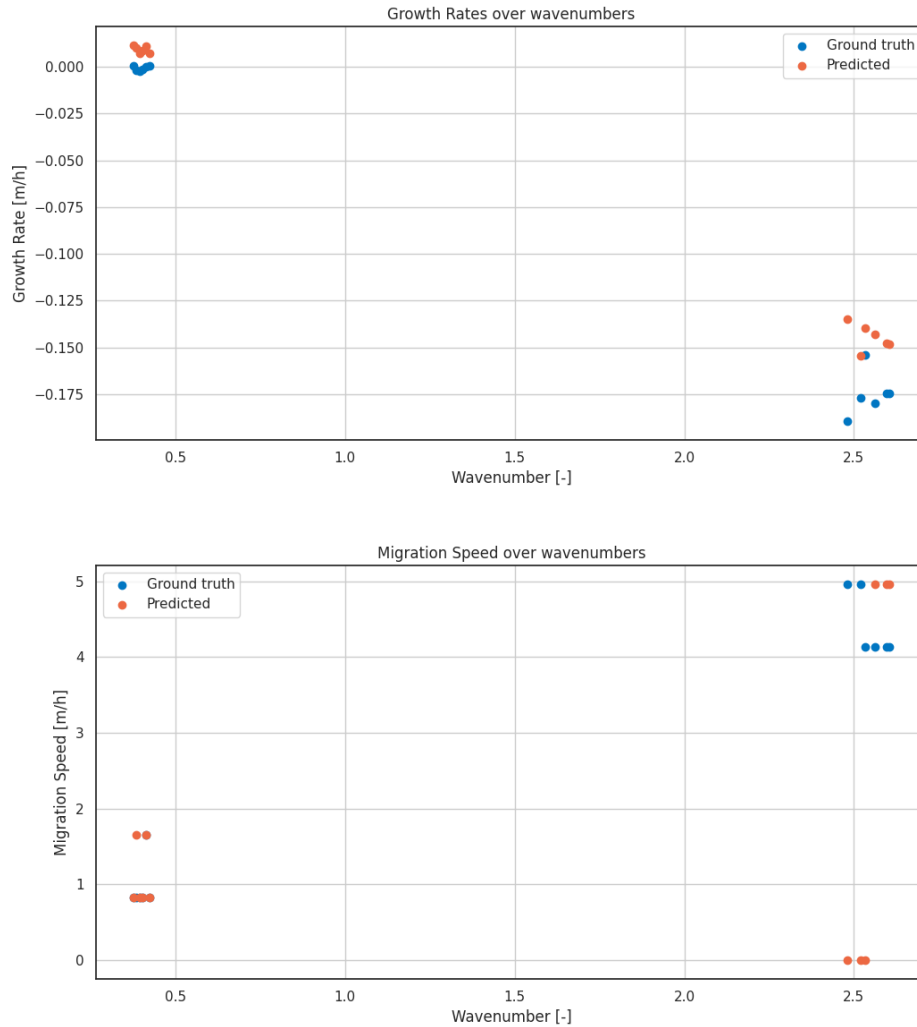 Growth Rates over wavenumbers
Ground truth
Predicted
0.000
−0.025
−0.050
−0.075
−0.100
−0.125
−0.150
−0.175
Growth Rate [m/h]
0.5 1.0 1.5 2.0 2.5
Wavenumber [-]
Migration Speed over wavenumbers
Ground truth
Predicted
5
4
3
2
1
0
Migration Speed [m/h]
0.5 1.0 1.5 2.0 2.5
Wavenumber [-]